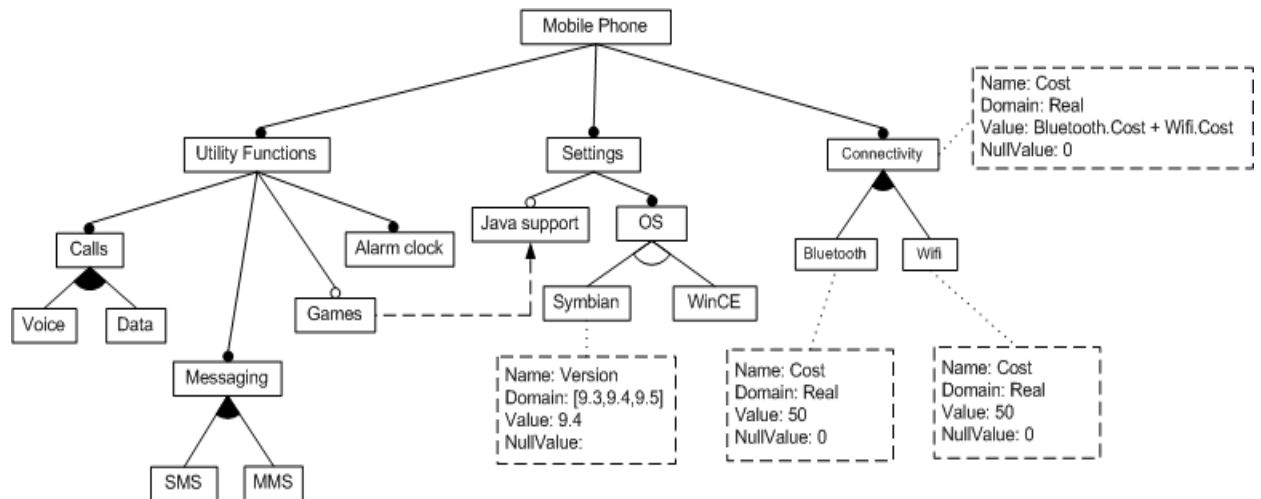 Mobile Phone
Name: Cost
Domain: Real
Value: Bluetooth.Cost + Wifi.Cost
NullValue: 0
Utility Functions
Settings
Connectivity
Calls
Alarm clock
Java support
OS
Bluetooth
Wifi
Voice
Data
Games
Symbian
WinCE
Messaging
Name: Version
Domain: [9.3,9.4,9.5]
Value: 9.4
NullValue:
Name: Cost
Domain: Real
Value: 50
NullValue: 0
Name: Cost
Domain: Real
Value: 50
NullValue: 0
SMS
MMS